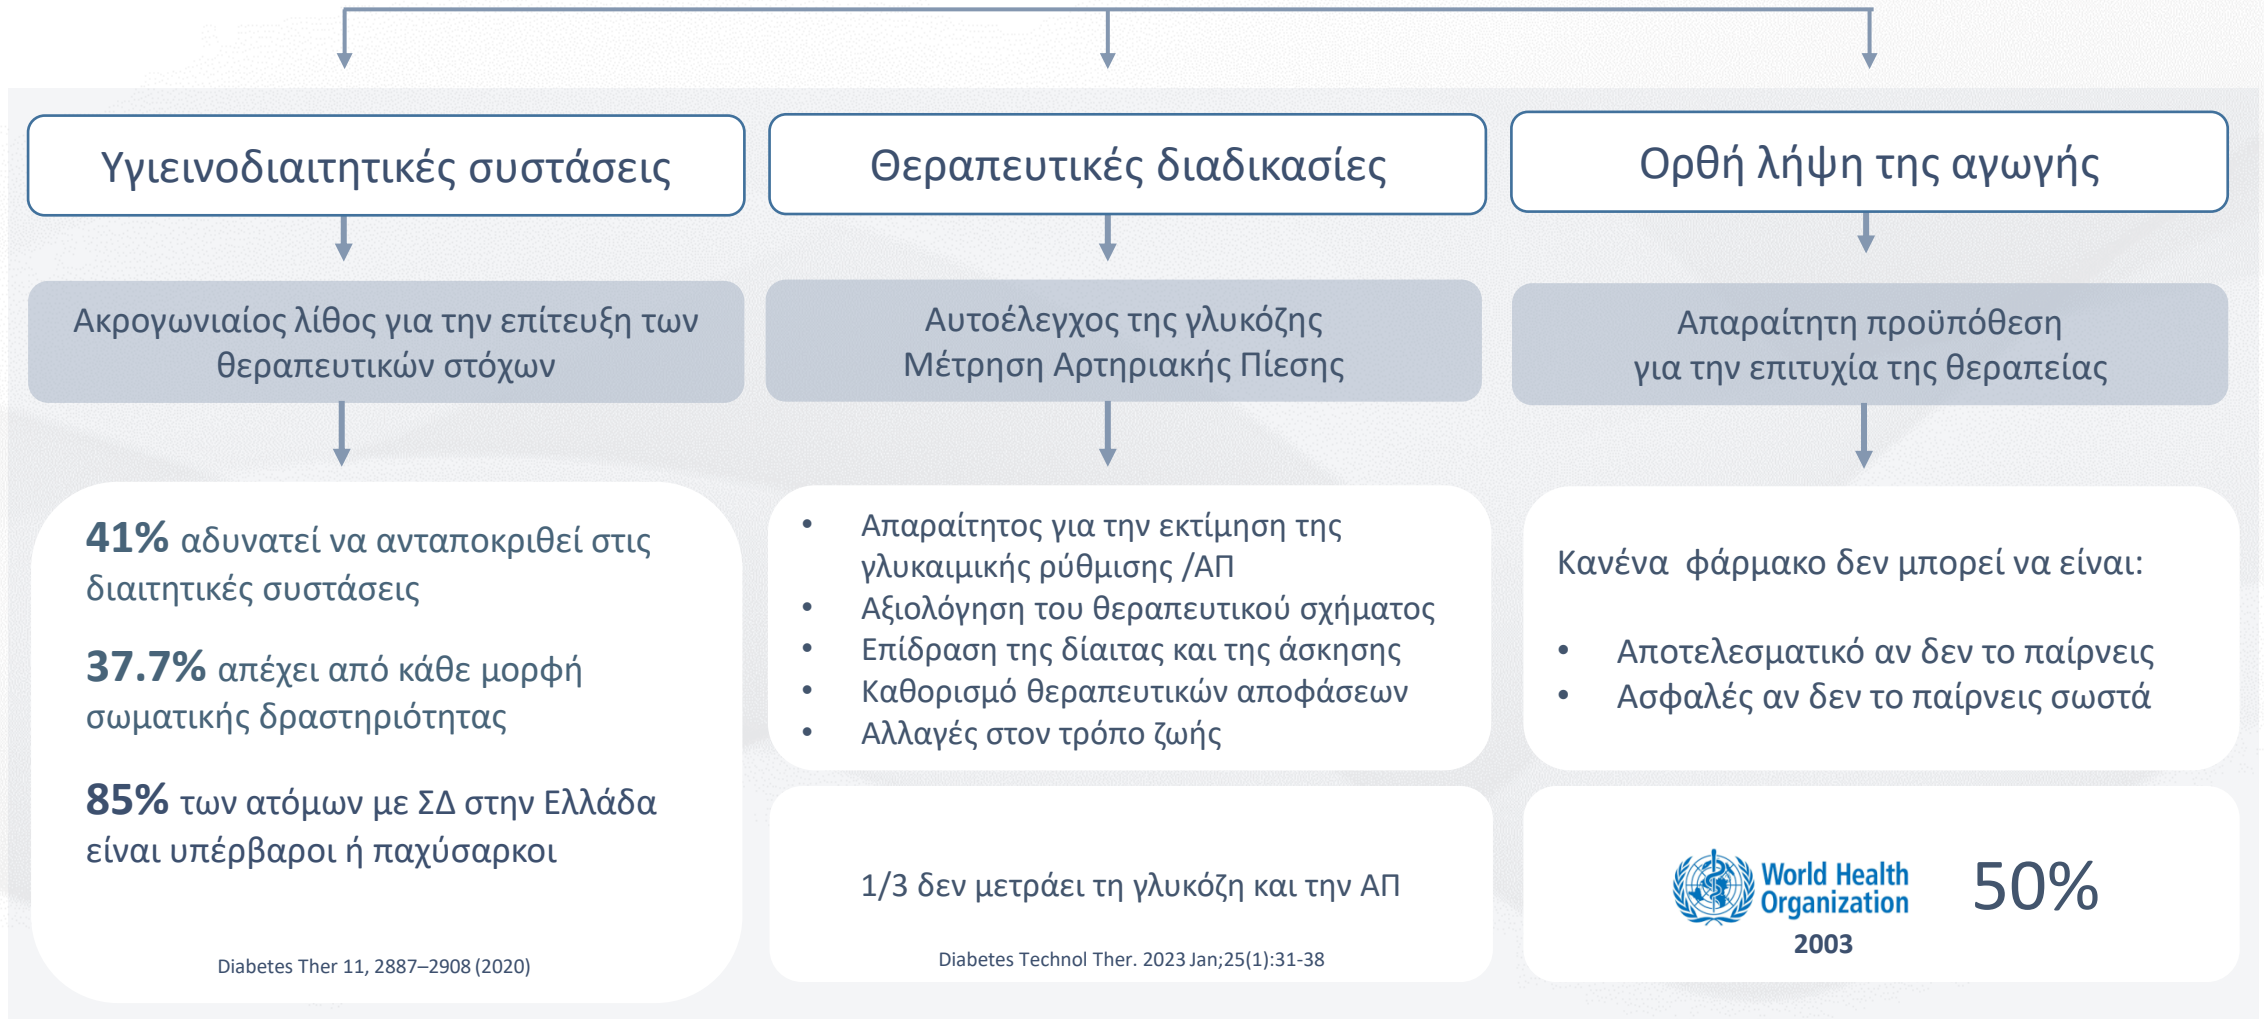 Υγιεινοδιαιτητικές συστάσεις
Ακρογωνιαίος λίθος για την επίτευξη των
θεραπευτικών στόχων
41% αδυνατεί να ανταποκριθεί στις
διαιτητικές συστάσεις
37.7% απέχει από κάθε μορφή
σωματικής δραστηριότητας
85% των ατόμων με ΣΔ στην Ελλάδα
είναι υπέρβαροι ή παχύσαρκοι
Diabetes Ther 11, 2887–2908 (2020)
Θεραπευτικές διαδικασίες
Αυτοέλεγχος της γλυκόζης
Μέτρηση Αρτηριακής Πίεσης
• Απαραίτητος για την εκτίμηση της
γλυκαιμικής ρύθμισης /ΑΠ
• Αξιολόγηση του θεραπευτικού σχήματος
• Επίδραση της δίαιτας και της άσκησης
• Καθορισμό θεραπευτικών αποφάσεων
• Αλλαγές στον τρόπο ζωής
1/3 δεν μετράει τη γλυκόζη και την ΑΠ
Diabetes Technol Ther. 2023 Jan;25(1):31-38
Ορθή λήψη της αγωγής
Απαραίτητη προϋπόθεση
για την επιτυχία της θεραπείας
Κανένα φάρμακο δεν μπορεί να είναι:
• Αποτελεσματικό αν δεν το παίρνεις
• Ασφαλές αν δεν το παίρνεις σωστά
World Health
Organization
2003
50%